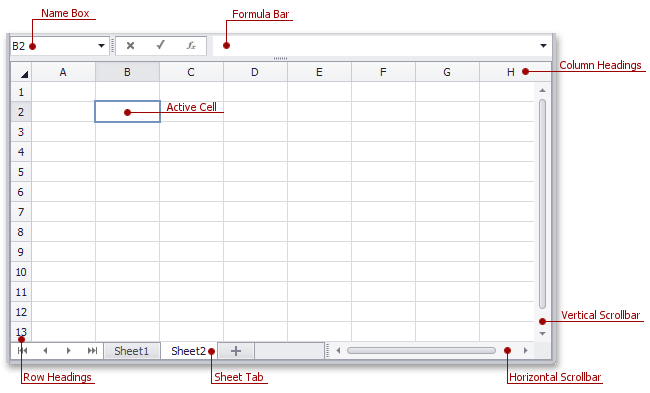 Name Box
Formula Bar
B2
Column Headings
A B C D E F G H
1
2
Active Cell
3
4
5
6
7
8
9
10
11
12
Vertical Scrollbar
13
Sheet1 Sheet2
Row Headings
Sheet Tab
Horizontal Scrollbar